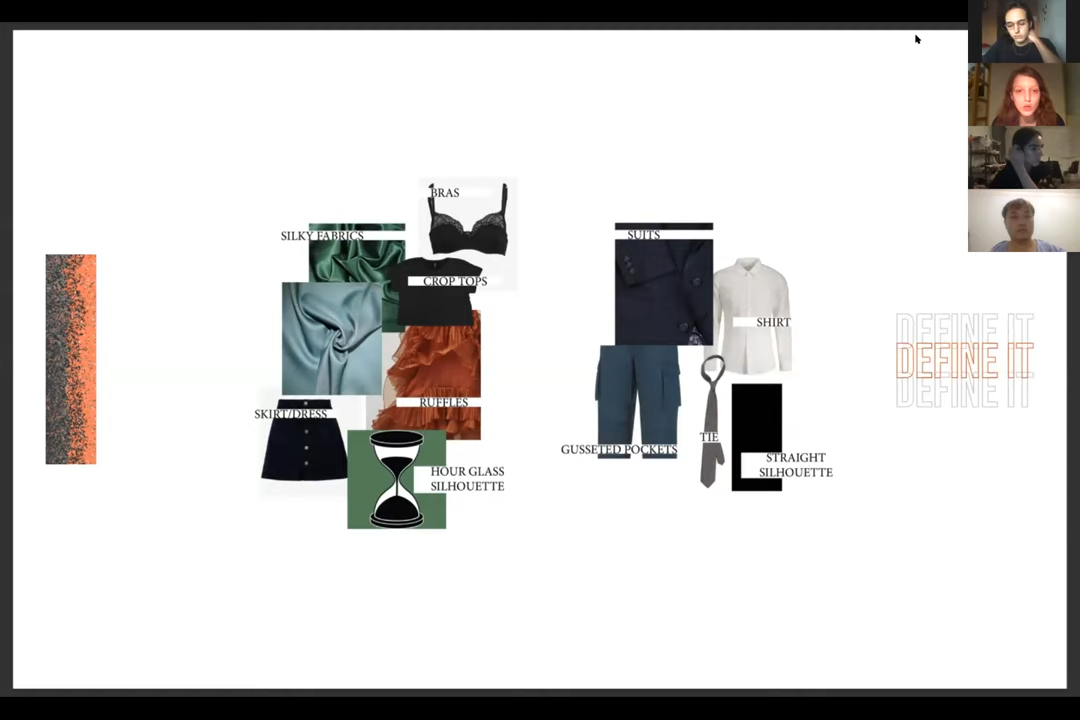 BRAS
SILKY FABRICS
CROP TOPS
RUFFLES
SKIRT/DRESS
HOUR GLASS
SILHOUETTE
SUITS
SHIRT
GUSSETED POCKETS
TIE
STRAIGHT
SILHOUETTE
DEFINE IT
DEFINE IT.
DEFINE IT